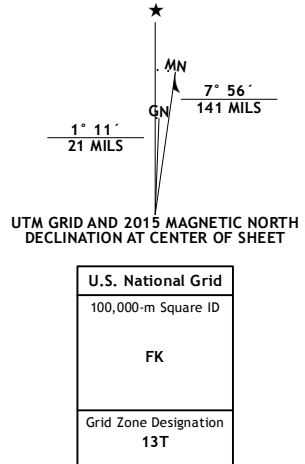 ★
MN
GN
7° 56´
141 MILS
1° 11´
21 MILS
UTM GRID AND 2015 MAGNETIC NORTH
DECLINATION AT CENTER OF SHEET
U.S. National Grid
100,000-m Square ID
FK
Grid Zone Designation
13T